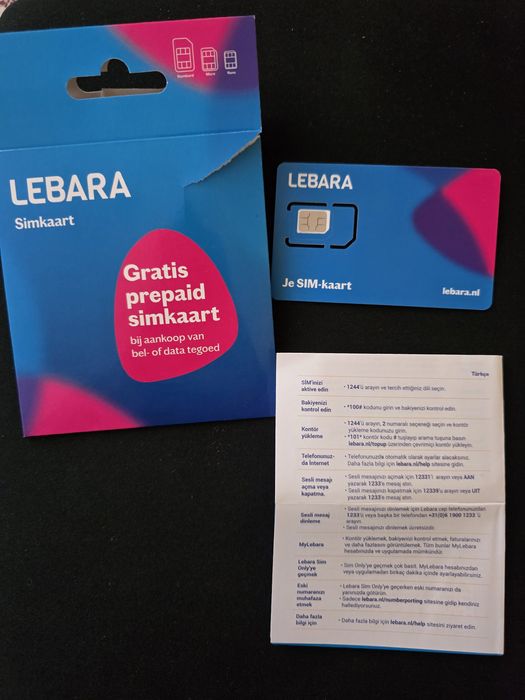 Standard
Micro
Nano
LEBARA
Simkaart
Gratis
prepaid
simkaart
bij aankoop van
bel- of data tegoed
LEBARA
Je SIM-kaart
lebara.nl
Türkçe
SIM'inizi
aktive edin
• 1244'ü arayın ve tercih ettiğiniz dili seçin.
Bakiyenizi
kontrol edin
• *100# kodunu girin ve bakiyenizi kontrol edin.
Kontör
yükleme
• 1244'ü arayın, 2 numaralı seçeneği seçin ve kontör
yükleme kodunuzu girin.
• *101* kontör kodu # tuşlayıp arama tuşuna basın
lebara.nl/topup üzerinden çevrimiçi kontör yükleyin.
Telefonunuz-
da Internet
• Telefonunuzda otomatik olarak ayarlar alacaksınız.
Daha fazla bilgi için lebara.nl/help sitesine gidin.
Sesli mesajı
açma veya
kapatma.
• Sesli mesajınızı açmak için 12331'i arayın veya AAN
yazarak 1233'e mesaj atın.
• Sesli mesajınızı kapatmak için 12339'u arayın veya UIT
yazarak 1233'e mesaj atın.
Sesli mesaj
dinleme
• Sesli mesajınızı dinlemek için Lebara cep telefonunuzdan
1233'ü veya başka bir telefondan +31(0)6 1900 1233 'ü
arayın.
• Sesli mesajınızı dinlemek ücretsizdir.
MyLebara
• Kontör yüklemek, bakiyenizi kontrol etmek, faturalarınızı
ve daha fazlasını görüntülemek. Tüm bunlar MyLebara
hesabınızda ve uygulamada mümkündür.
Lebara Sim
Only'ye
geçmek
• Sim Only'ye geçmek çok basit. MyLebara hesabınızdan
veya uygulamadan birkaç dakika içinde ayarlayabilirsiniz.
Eski
numaranızı
muhafaza
etmek
• Lebara Sim Only'ye geçerken eski numaranızı da
yanınızda götürün.
• Sadece lebara.nl/numberporting sitesine gidip kendiniz
hallediyorsunuz.
Daha fazla
bilgi için
• Daha fazla bilgi için lebara.nl/help sitesini ziyaret edin.